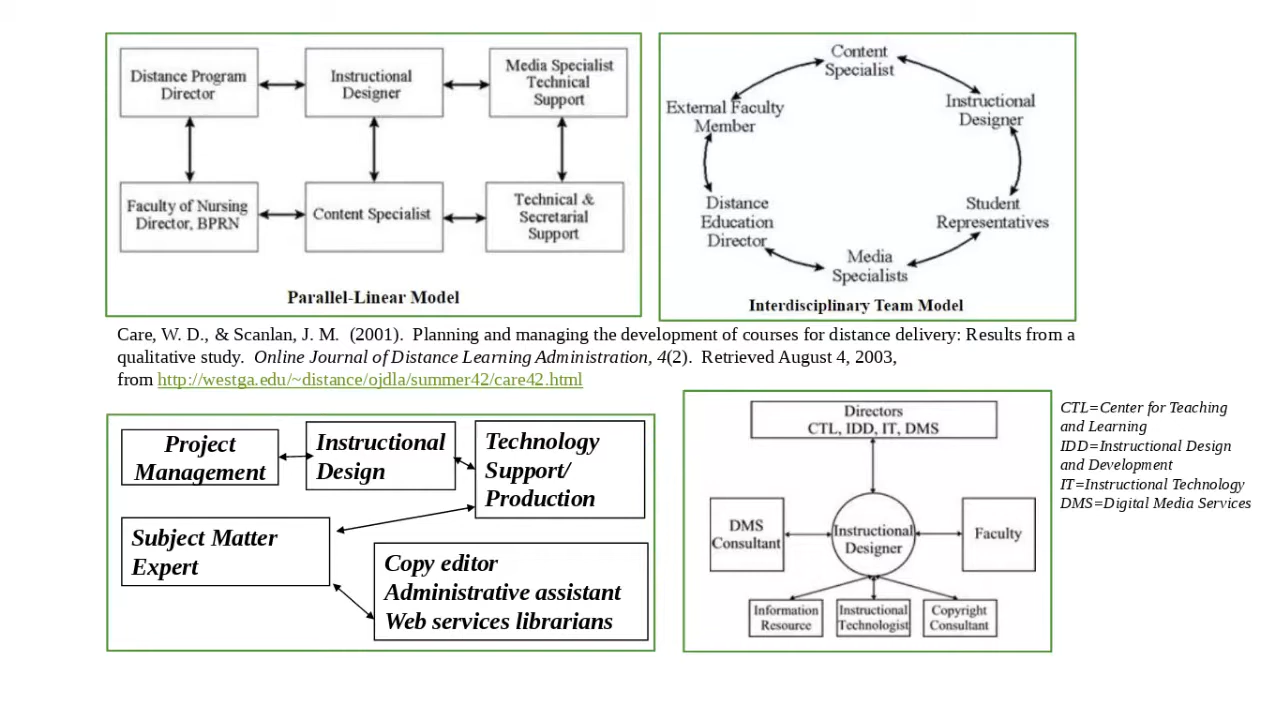 Distance Program
Director
Instructional
Designer
Media Specialist
Technical
Support
Faculty of Nursing
Director, BPRN
Content Specialist
Technical &
Secretarial
Support
Parallel-Linear Model
Content
Specialist
External Faculty
Member
Instructional
Designer
Distance
Education
Director
Student
Representatives
Media
Specialists
Interdisciplinary Team Model
Care, W. D., & Scanlan, J. M. (2001). Planning and managing the development of courses for distance delivery: Results from a
qualitative study. Online Journal of Distance Learning Administration, 4(2). Retrieved August 4, 2003,
from http://westga.edu/~distance/ojdla/summer42/care42.html
Project
Management
Instructional
Design
Technology
Support/
Production
Subject Matter
Expert
Copy editor
Administrative assistant
Web services librarians
Directors
CTL, IDD, IT, DMS
DMS
Consultant
Instructional
Designer
Faculty
Information
Resource
Instructional
Technologist
Copyright
Consultant
CTL=Center for Teaching
and Learning
IDD=Instructional Design
and Development
IT=Instructional Technology
DMS=Digital Media Services